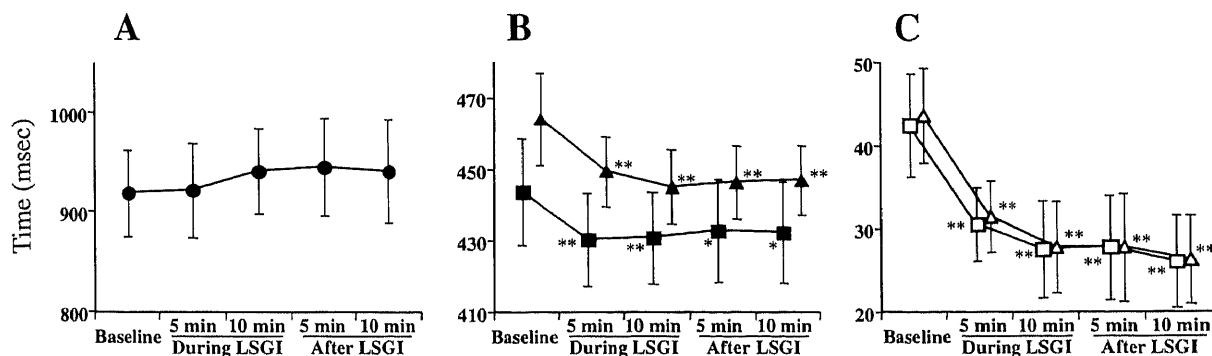 A B C
Time (msec)
1000
900
800
Baseline 5 min 10 min 5 min 10 min
During LSGI After LSGI
470
450
430
410
** ** ** **
** ** * *
Baseline 5 min 10 min 5 min 10 min
During LSGI After LSGI
50
40
30
20
** ** ** **
** ** ** **
Baseline 5 min 10 min 5 min 10 min
During LSGI After LSGI